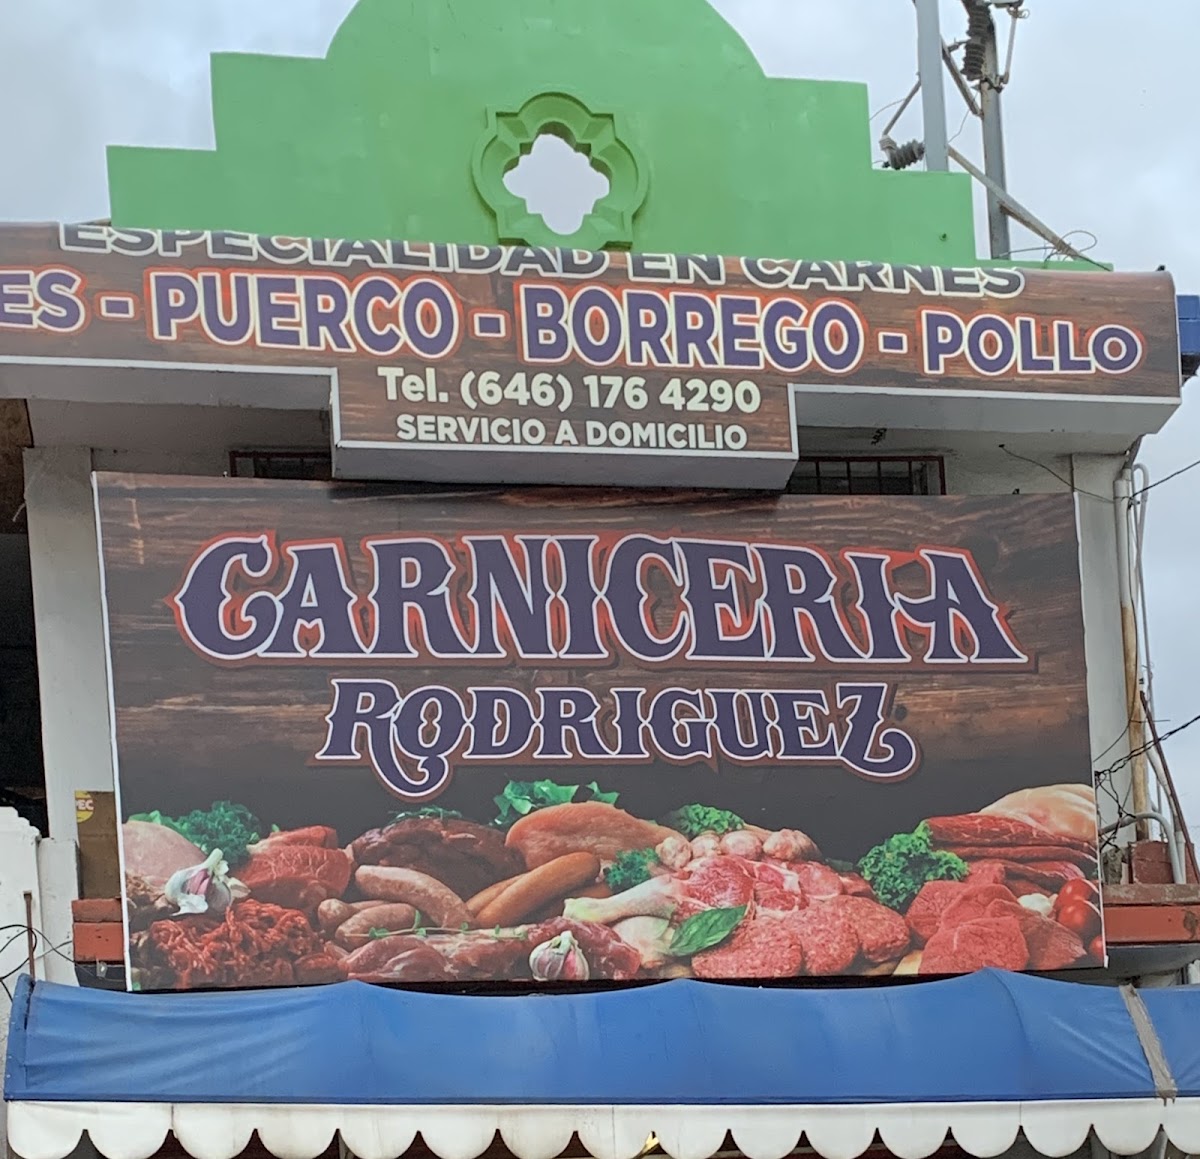 ESPECIALIDAD EN CARNES
ES - PUERCO - BORREGO - POLLO
Tel. (646) 176 4290
SERVICIO A DOMICILIO
CARNICERIA
RODRIGUEZ